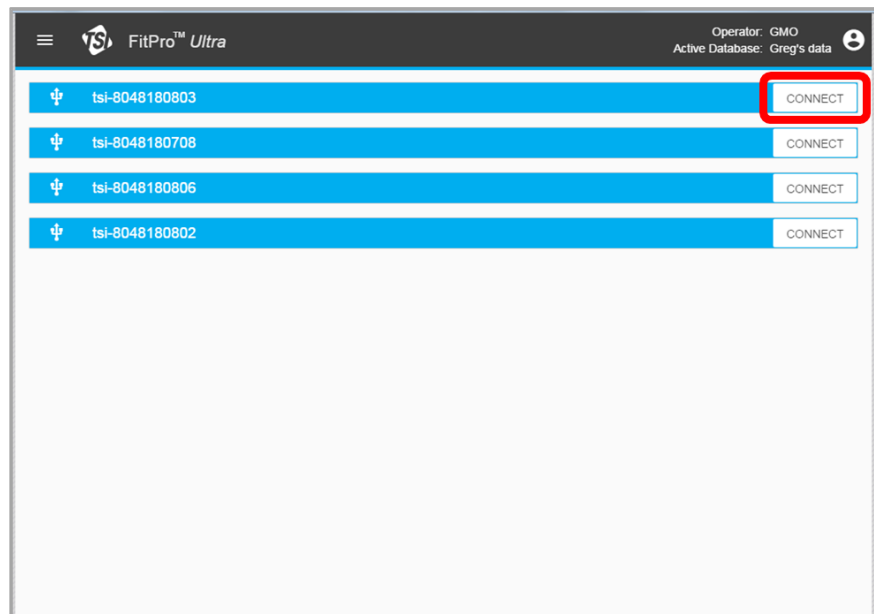 TSI FitPro™ Ultra
Operator: GMO
Active Database: Greg's data
tsi-8048180803 CONNECT
tsi-8048180708 CONNECT
tsi-8048180806 CONNECT
tsi-8048180802 CONNECT